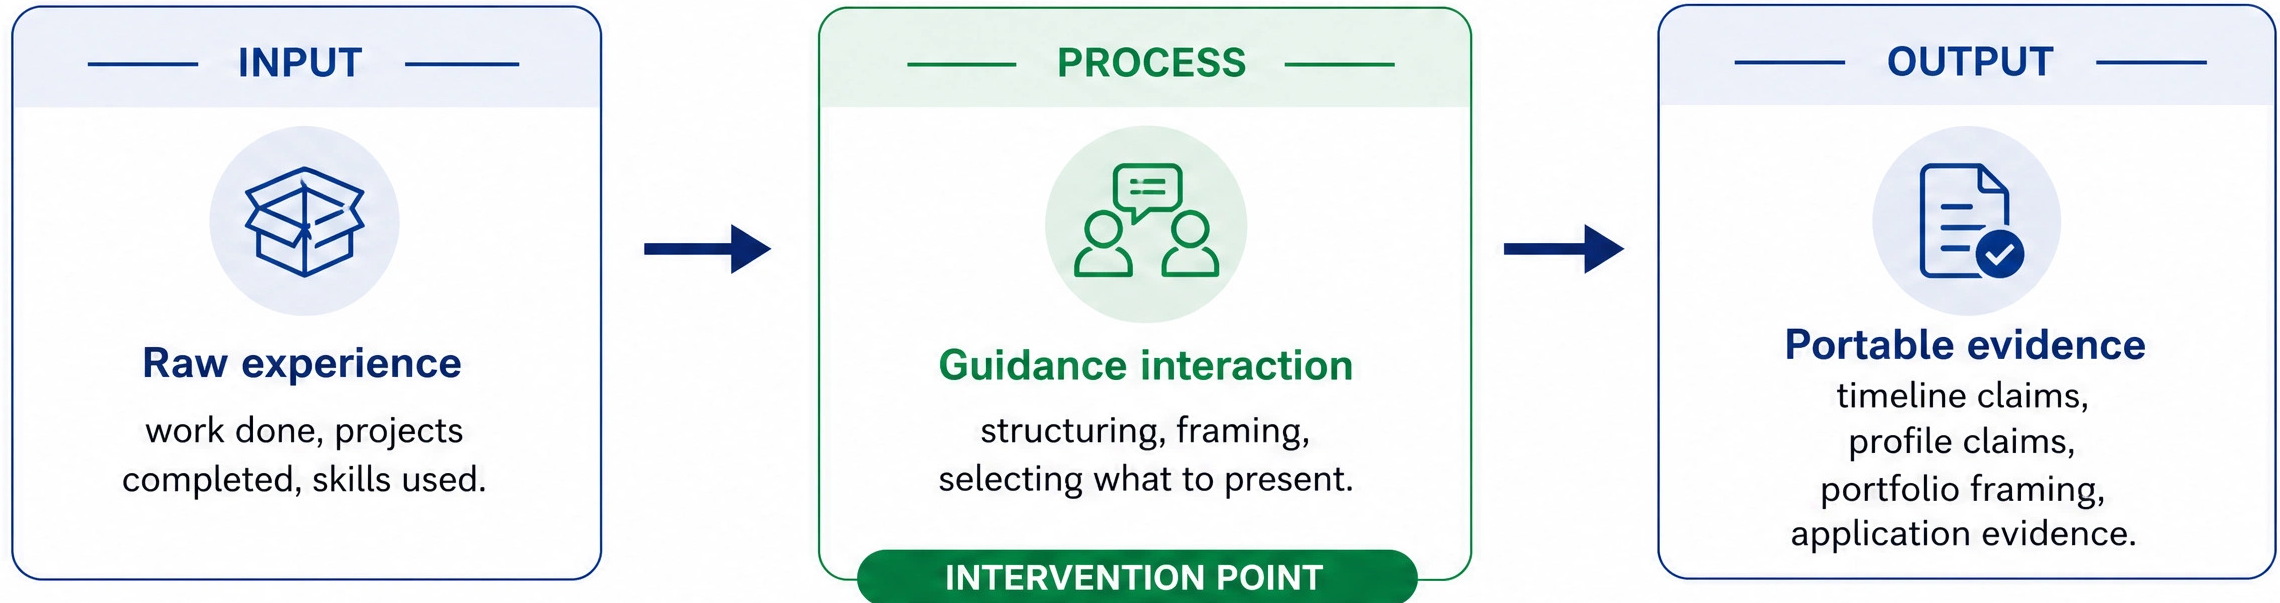 INPUT
Raw experience
work done, projects
completed, skills used.
PROCESS
Guidance interaction
structuring, framing,
selecting what to present.
INTERVENTION POINT
OUTPUT
Portable evidence
timeline claims,
profile claims,
portfolio framing,
application evidence.